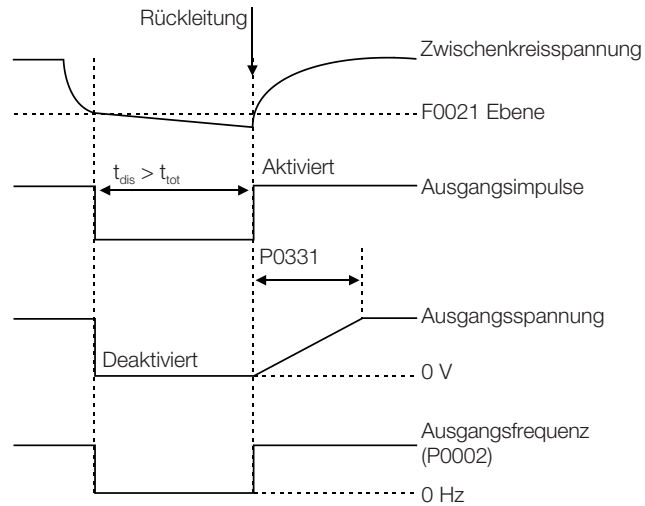 Rückleitung
Zwischenkreisspannung
F0021 Ebene
t_dis > t_tot
Aktiviert
Ausgangsimpulse
P0331
Ausgangsspannung
Deaktiviert
0 V
Ausgangsfrequenz
(P0002)
0 Hz